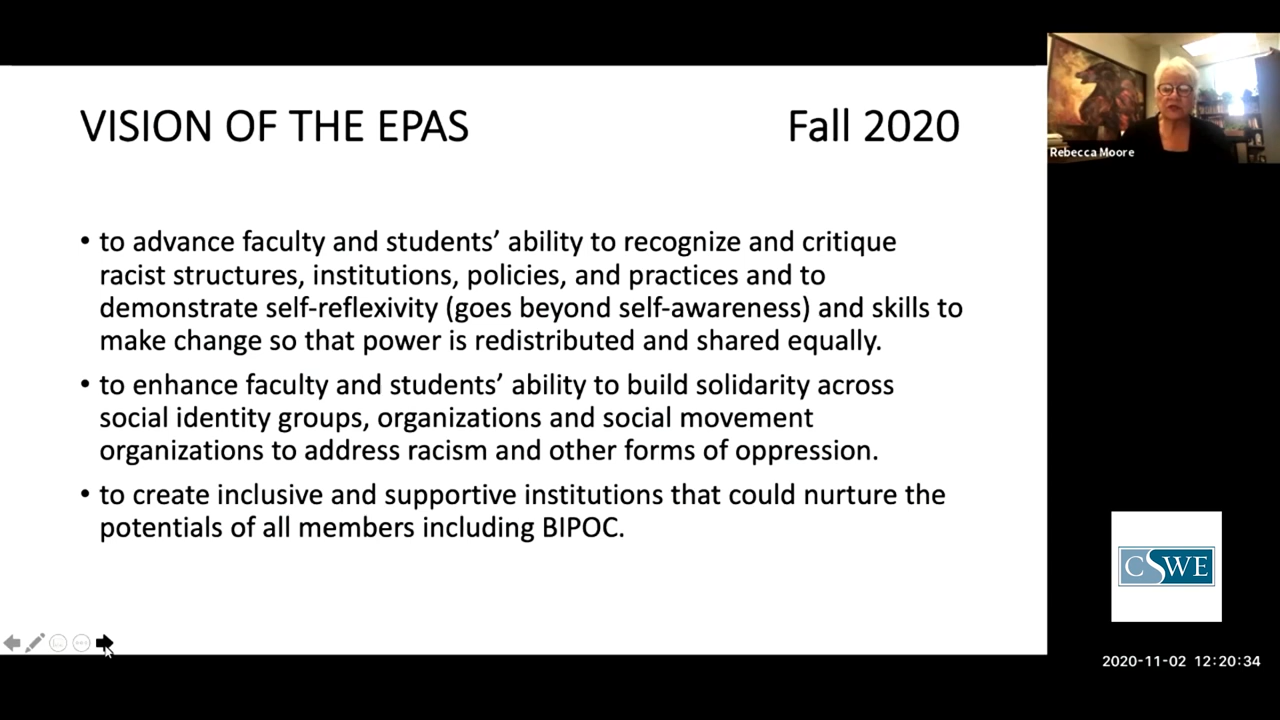 VISION OF THE EPAS Fall 2020
• to advance faculty and students’ ability to recognize and critique
racist structures, institutions, policies, and practices and to
demonstrate self-reflexivity (goes beyond self-awareness) and skills to
make change so that power is redistributed and shared equally.
• to enhance faculty and students’ ability to build solidarity across
social identity groups, organizations and social movement
organizations to address racism and other forms of oppression.
• to create inclusive and supportive institutions that could nurture the
potentials of all members including BIPOC.
Rebecca Moore
CSWE
2020-11-02 12:20:34